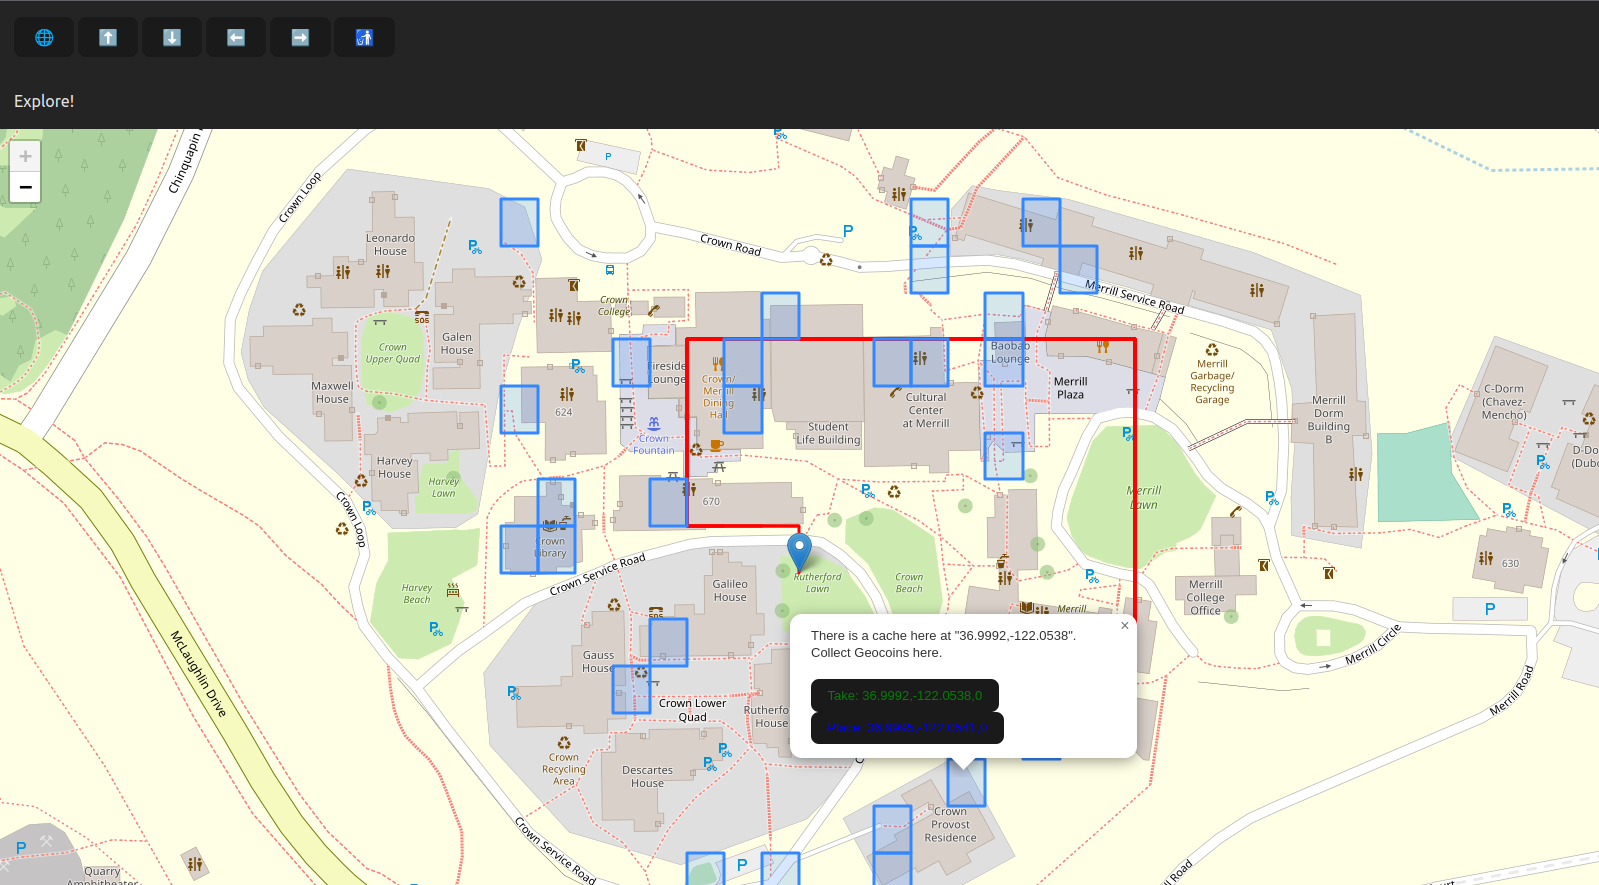 Explore!
+
−
Chinquapin
Crown Loop
P
Leonardo
House
Crown Road
P
Crown
College
Merrill Service Road
SOS
Galen
House
Crown
Upper Quad
Fireside
Lounge
Baobab
Lounge
Merrill
Garbage/
Recycling
Garage
Maxwell
House
624
Crown/
Merrill
Dining
Hall
Cultural
Center
at Merrill
Merrill
Plaza
C-Dorm
(Chavez-
Mencho)
Merrill
Dorm
Building
B
Student
Life Building
Crown
Fountain
D-Do
(Dubo
Harvey
House
Harvey
Lawn
670
Merrill
Lawn
Crown Loop
Crown
Library
Crown Service Road
Galileo
House
Rutherford
Lawn
Crown
Beach
Harvey
Beach
Merrill
College
Office
630
P
SOS
Merrill
There is a cache here at "36.9992,-122.0538".
Collect Geocoins here.
×
Take: 36.9992,-122.0538,0
Place: 36.9995,-122.0541,0
Gauss
House
McLaughlin Drive
Merrill Circle
Merrill Road
Crown Lower
Quad
Rutherfo
House
Crown
Recycling
Area
Descartes
House
Crown
Provost
Residence
Crown Service Road
P
P
Quarry
Amphitheater
ll Road